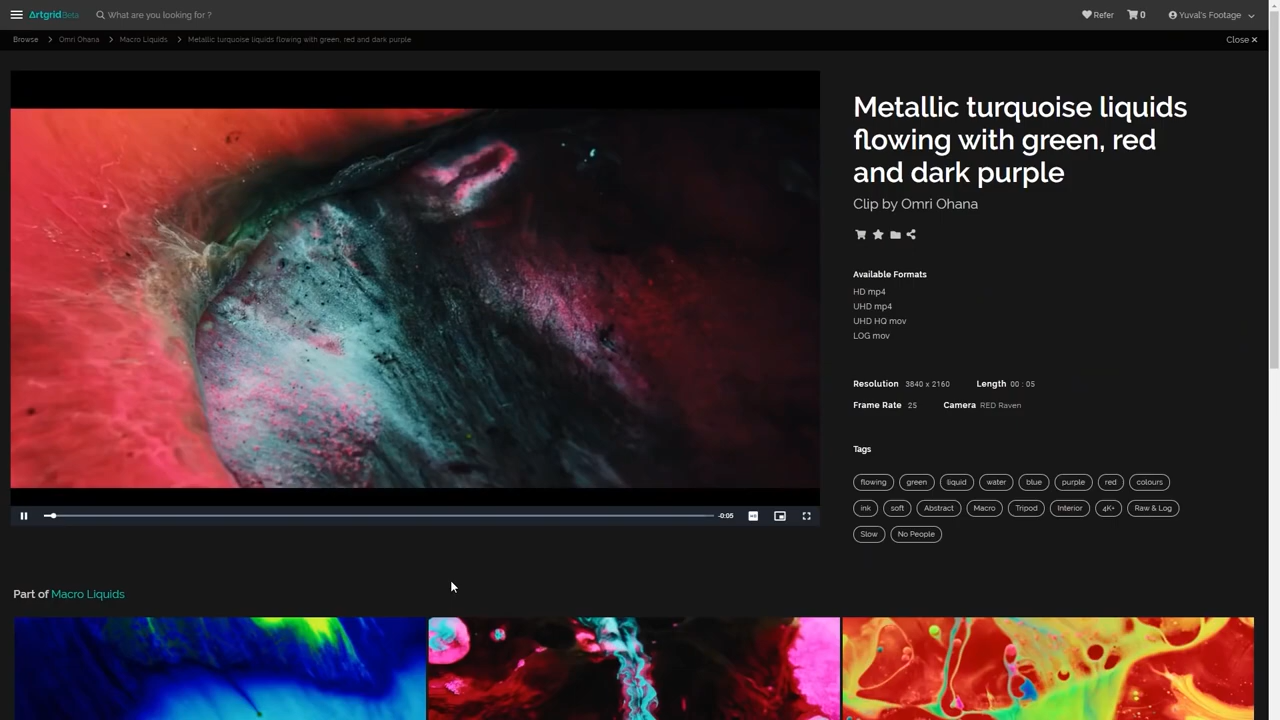 Artgrid Beta
What are you looking for ?
Refer
0
Yuval's Footage
Browse > Omri Ohana > Macro Liquids > Metallic turquoise liquids flowing with green, red and dark purple
Close ×
Metallic turquoise liquids
flowing with green, red
and dark purple
Clip by Omri Ohana
Available Formats
HD mp4
UHD mp4
UHD HQ mov
LOG mov
Resolution 3840 x 2160 Length 00 : 05
Frame Rate 25 Camera RED Raven
Tags
flowing green liquid water blue purple red colours
ink soft Abstract Macro Tripod Interior 4K+ Raw & Log
Slow No People
-0:05
Part of Macro Liquids